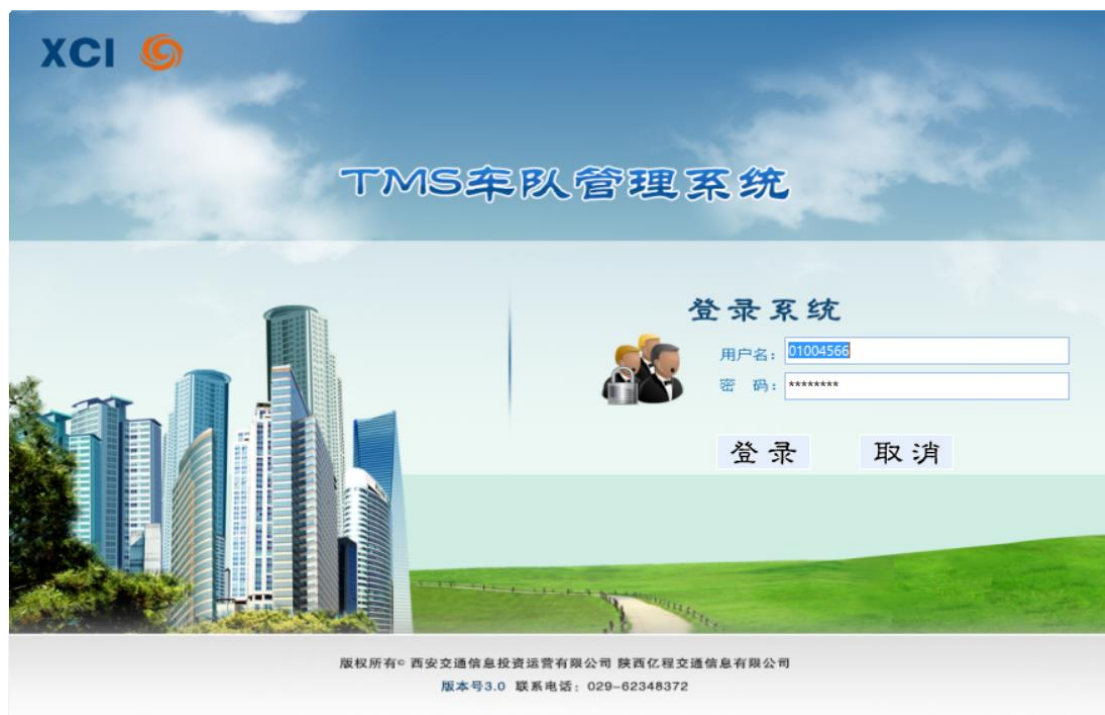 XCI
TMS车队管理系统
登录系统
用户名：01004566
密 码：********
登录 取消
版权所有© 西安交通信息投资运营有限公司 陕西亿程交通信息有限公司
版本号3.0 联系电话：029-62348372